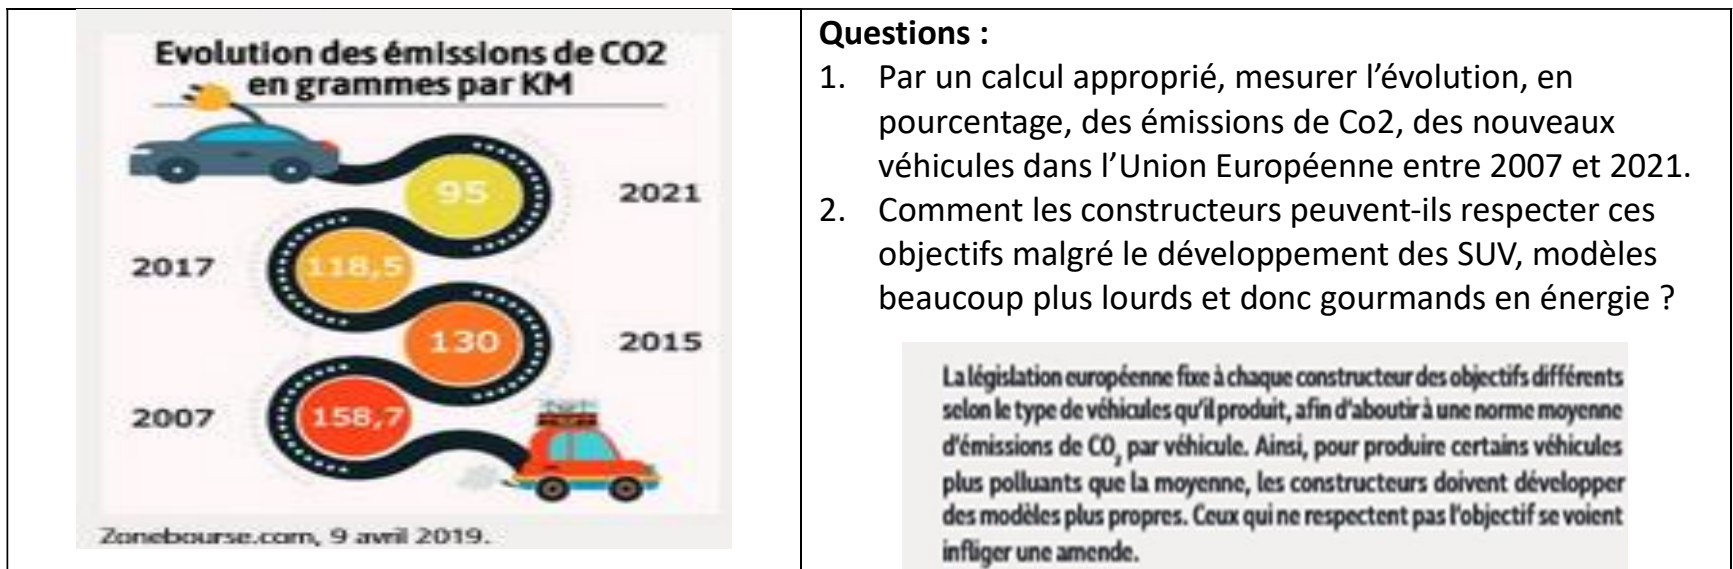 Evolution des émissions de CO2
en grammes par KM
95
2021
2017
118,5
130
2015
2007
158,7
Zonebourse.com, 9 avril 2019.
Questions :
1. Par un calcul approprié, mesurer l’évolution, en
pourcentage, des émissions de Co2, des nouveaux
véhicules dans l’Union Européenne entre 2007 et 2021.
2. Comment les constructeurs peuvent-ils respecter ces
objectifs malgré le développement des SUV, modèles
beaucoup plus lourds et donc gourmands en énergie ?
La législation européenne fixe à chaque constructeur des objectifs différents
selon le type de véhicules qu'il produit, afin d'aboutir à une norme moyenne
d'émissions de CO₂ par véhicule. Ainsi, pour produire certains véhicules
plus polluants que la moyenne, les constructeurs doivent développer
des modèles plus propres. Ceux qui ne respectent pas l'objectif se voient
infliger une amende.